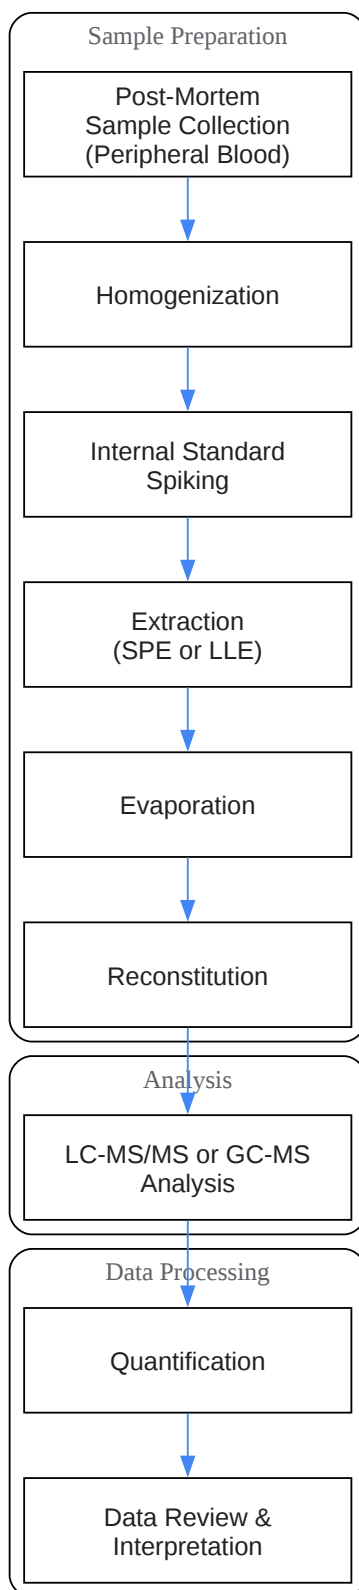 Sample Preparation
Post-Mortem
Sample Collection
(Peripheral Blood)
Homogenization
Internal Standard
Spiking
Extraction
(SPE or LLE)
Evaporation
Reconstitution
Analysis
LC-MS/MS or GC-MS
Analysis
Data Processing
Quantification
Data Review &
Interpretation